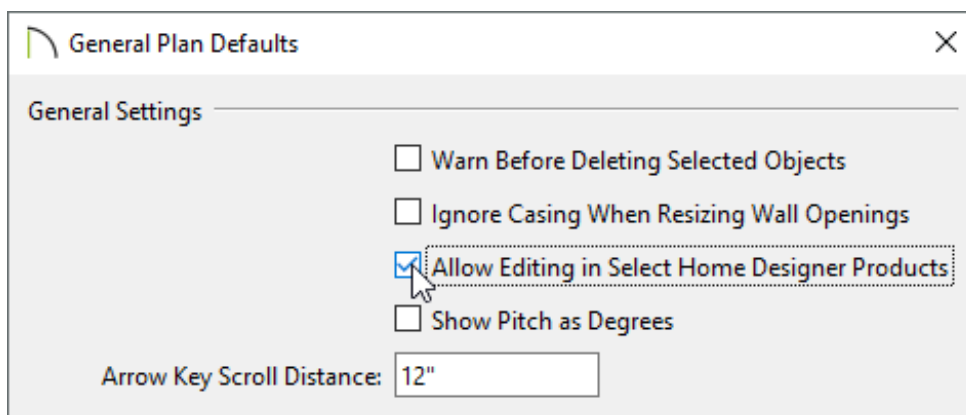 General Plan Defaults
General Settings
Warn Before Deleting Selected Objects
Ignore Casing When Resizing Wall Openings
Allow Editing in Select Home Designer Products
Show Pitch as Degrees
Arrow Key Scroll Distance: 12"